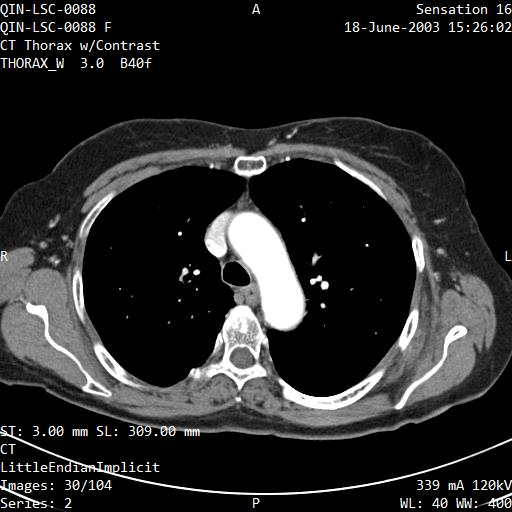 QIN-LSC-0088 A Sensation 16
QIN-LSC-0088 F 18-June-2003 15:26:02
CT Thorax w/Contrast
THORAX_W 3.0 B40f
R L
ST: 3.00 mm SL: 309.00 mm
CT
LittleEndianImplicit
Images: 30/104 339 mA 120kV
Series: 2 P WL: 40 WW: 400